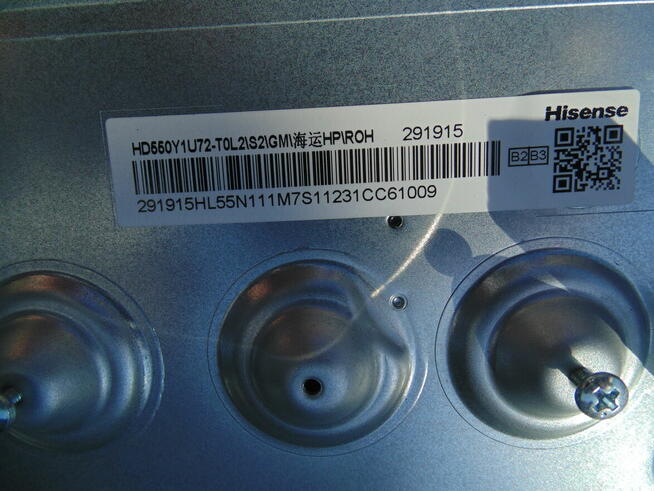 Hisense
HD550Y1U72-T0L2\S2\GM\海运HP\ROH 291915
B2 B3
291915HL55N111M7S11231CC61009